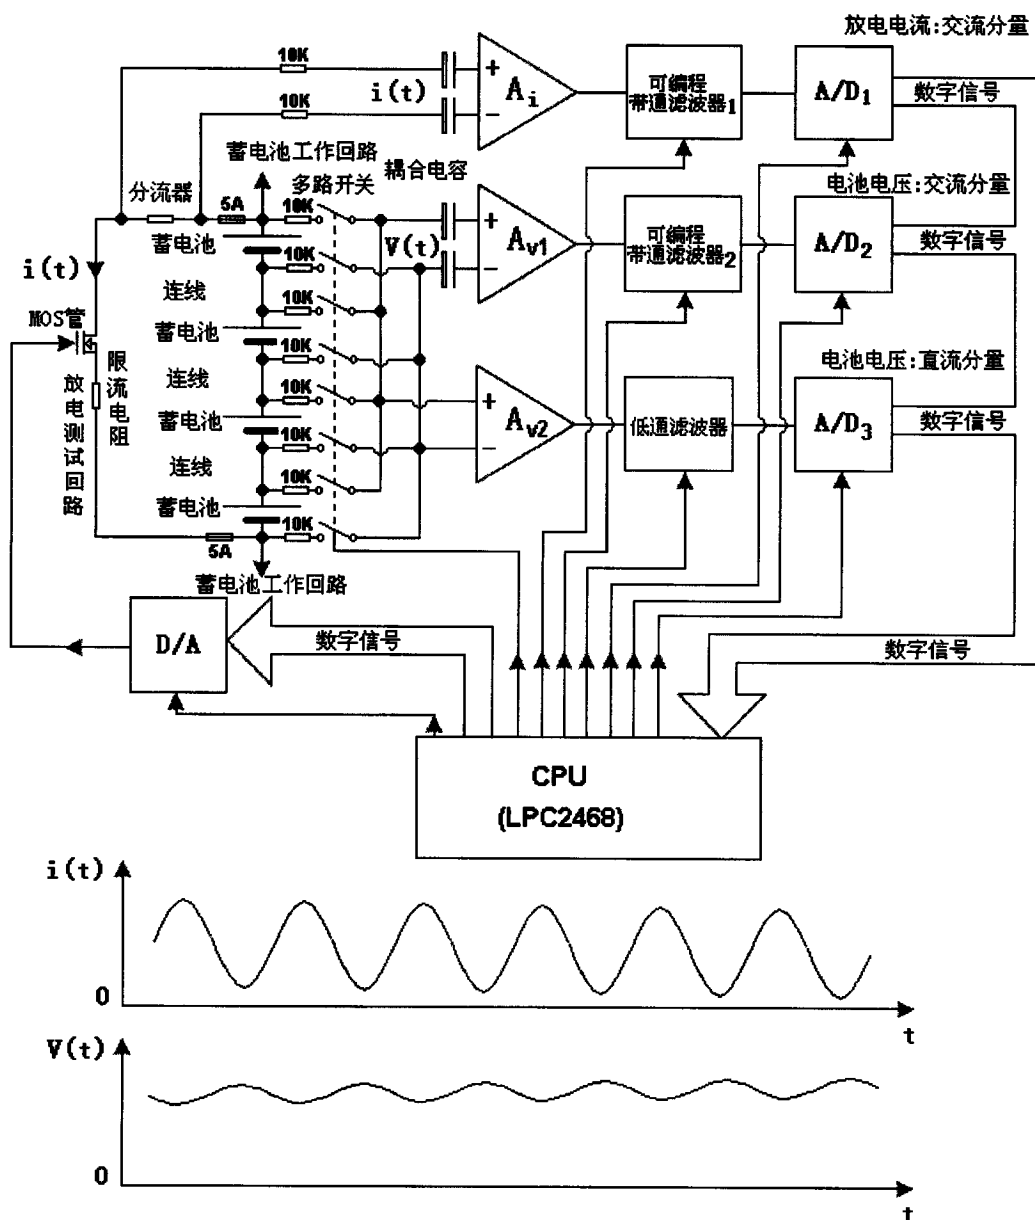 放电电流:交流分量
10K
i(t)
10K
+
-
Ai
可编程
带通滤波器1
A/D1
数字信号
蓄电池工作回路
多路开关
耦合电容
分流器
5A
10K
蓄电池
10K
V(t)
+
-
Av1
可编程
带通滤波器2
电池电压:交流分量
A/D2
数字信号
i(t)
连线
10K
MOS管
蓄电池
10K
限流电阻
放电测试回路
连线
10K
蓄电池
10K
+
-
Av2
低通滤波器
电池电压:直流分量
A/D3
数字信号
连线
10K
蓄电池
10K
5A
蓄电池工作回路
D/A
数字信号
数字信号
CPU
(LPC2468)
i(t)
0
t
V(t)
0
t